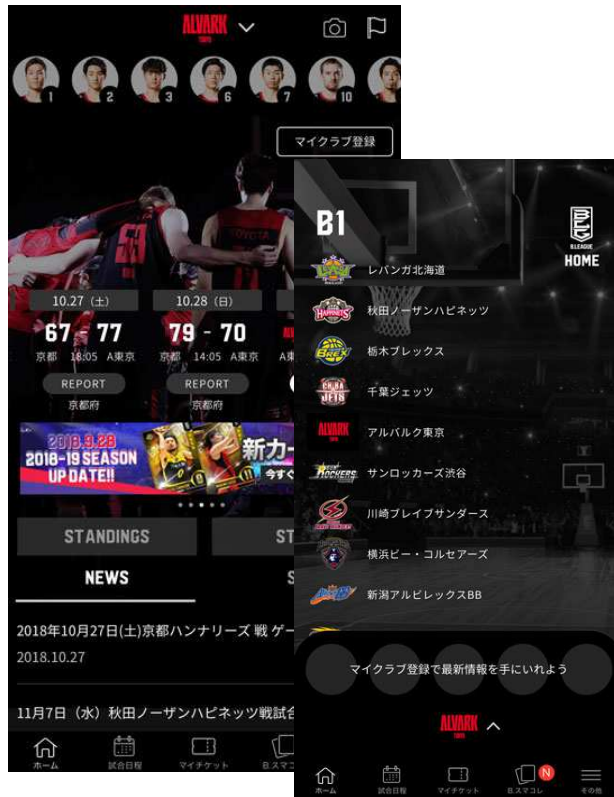 ALVARK
TOKYO
1
2
3
6
7
10
マイクラブ登録
10.27（土）
67 - 77
京都 18:05 A東京
REPORT
京都府
10.28（日）
79 - 70
京都 14:05 A東京
REPORT
京都府
2018.9.28
2018-19 SEASON
UP DATE!!
新カー
今すぐ
STANDINGS
ST
NEWS
S
2018年10月27日(土)京都ハンナリーズ 戦 ゲー
2018.10.27
11月7日（水）秋田ノーザンハピネッツ戦試合
ホーム
試合日程
マイチケット
B.スマコ
B1
B.LEAGUE
HOME
レバンガ北海道
秋田ノーザンハピネッツ
栃木ブレックス
千葉ジェッツ
アルバルク東京
サンロッカーズ渋谷
川崎ブレイブサンダース
横浜ビー・コルセアーズ
新潟アルビレックスBB
マイクラブ登録で最新情報を手にいれよう
ALVARK
TOKYO
ホーム
試合日程
マイチケット
B.スマコレ
N
その他